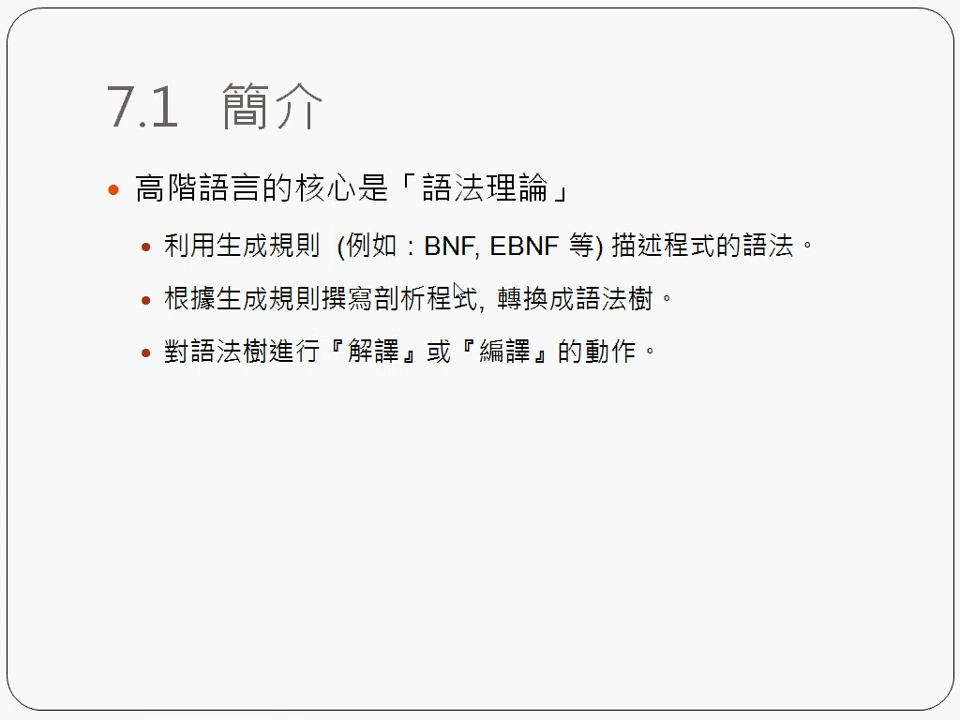 7.1 簡介
高階語言的核心是「語法理論」
利用生成規則 (例如：BNF, EBNF 等) 描述程式的語法。
根據生成規則撰寫剖析程式, 轉換成語法樹。
對語法樹進行『解譯』或『編譯』的動作。